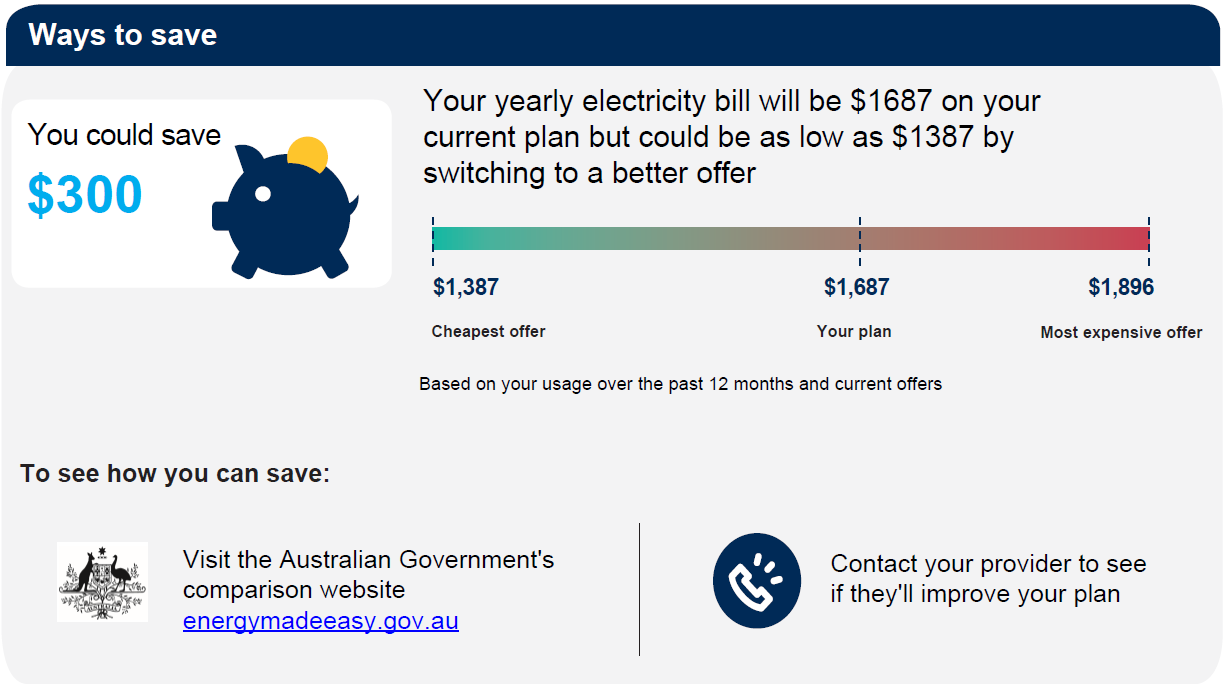 Ways to save
You could save
$300
Your yearly electricity bill will be $1687 on your
current plan but could be as low as $1387 by
switching to a better offer
$1,387
$1,687
$1,896
Cheapest offer
Your plan
Most expensive offer
Based on your usage over the past 12 months and current offers
To see how you can save:
Visit the Australian Government's
comparison website
energymadeeasy.gov.au
AUSTRALIA
Contact your provider to see
if they'll improve your plan